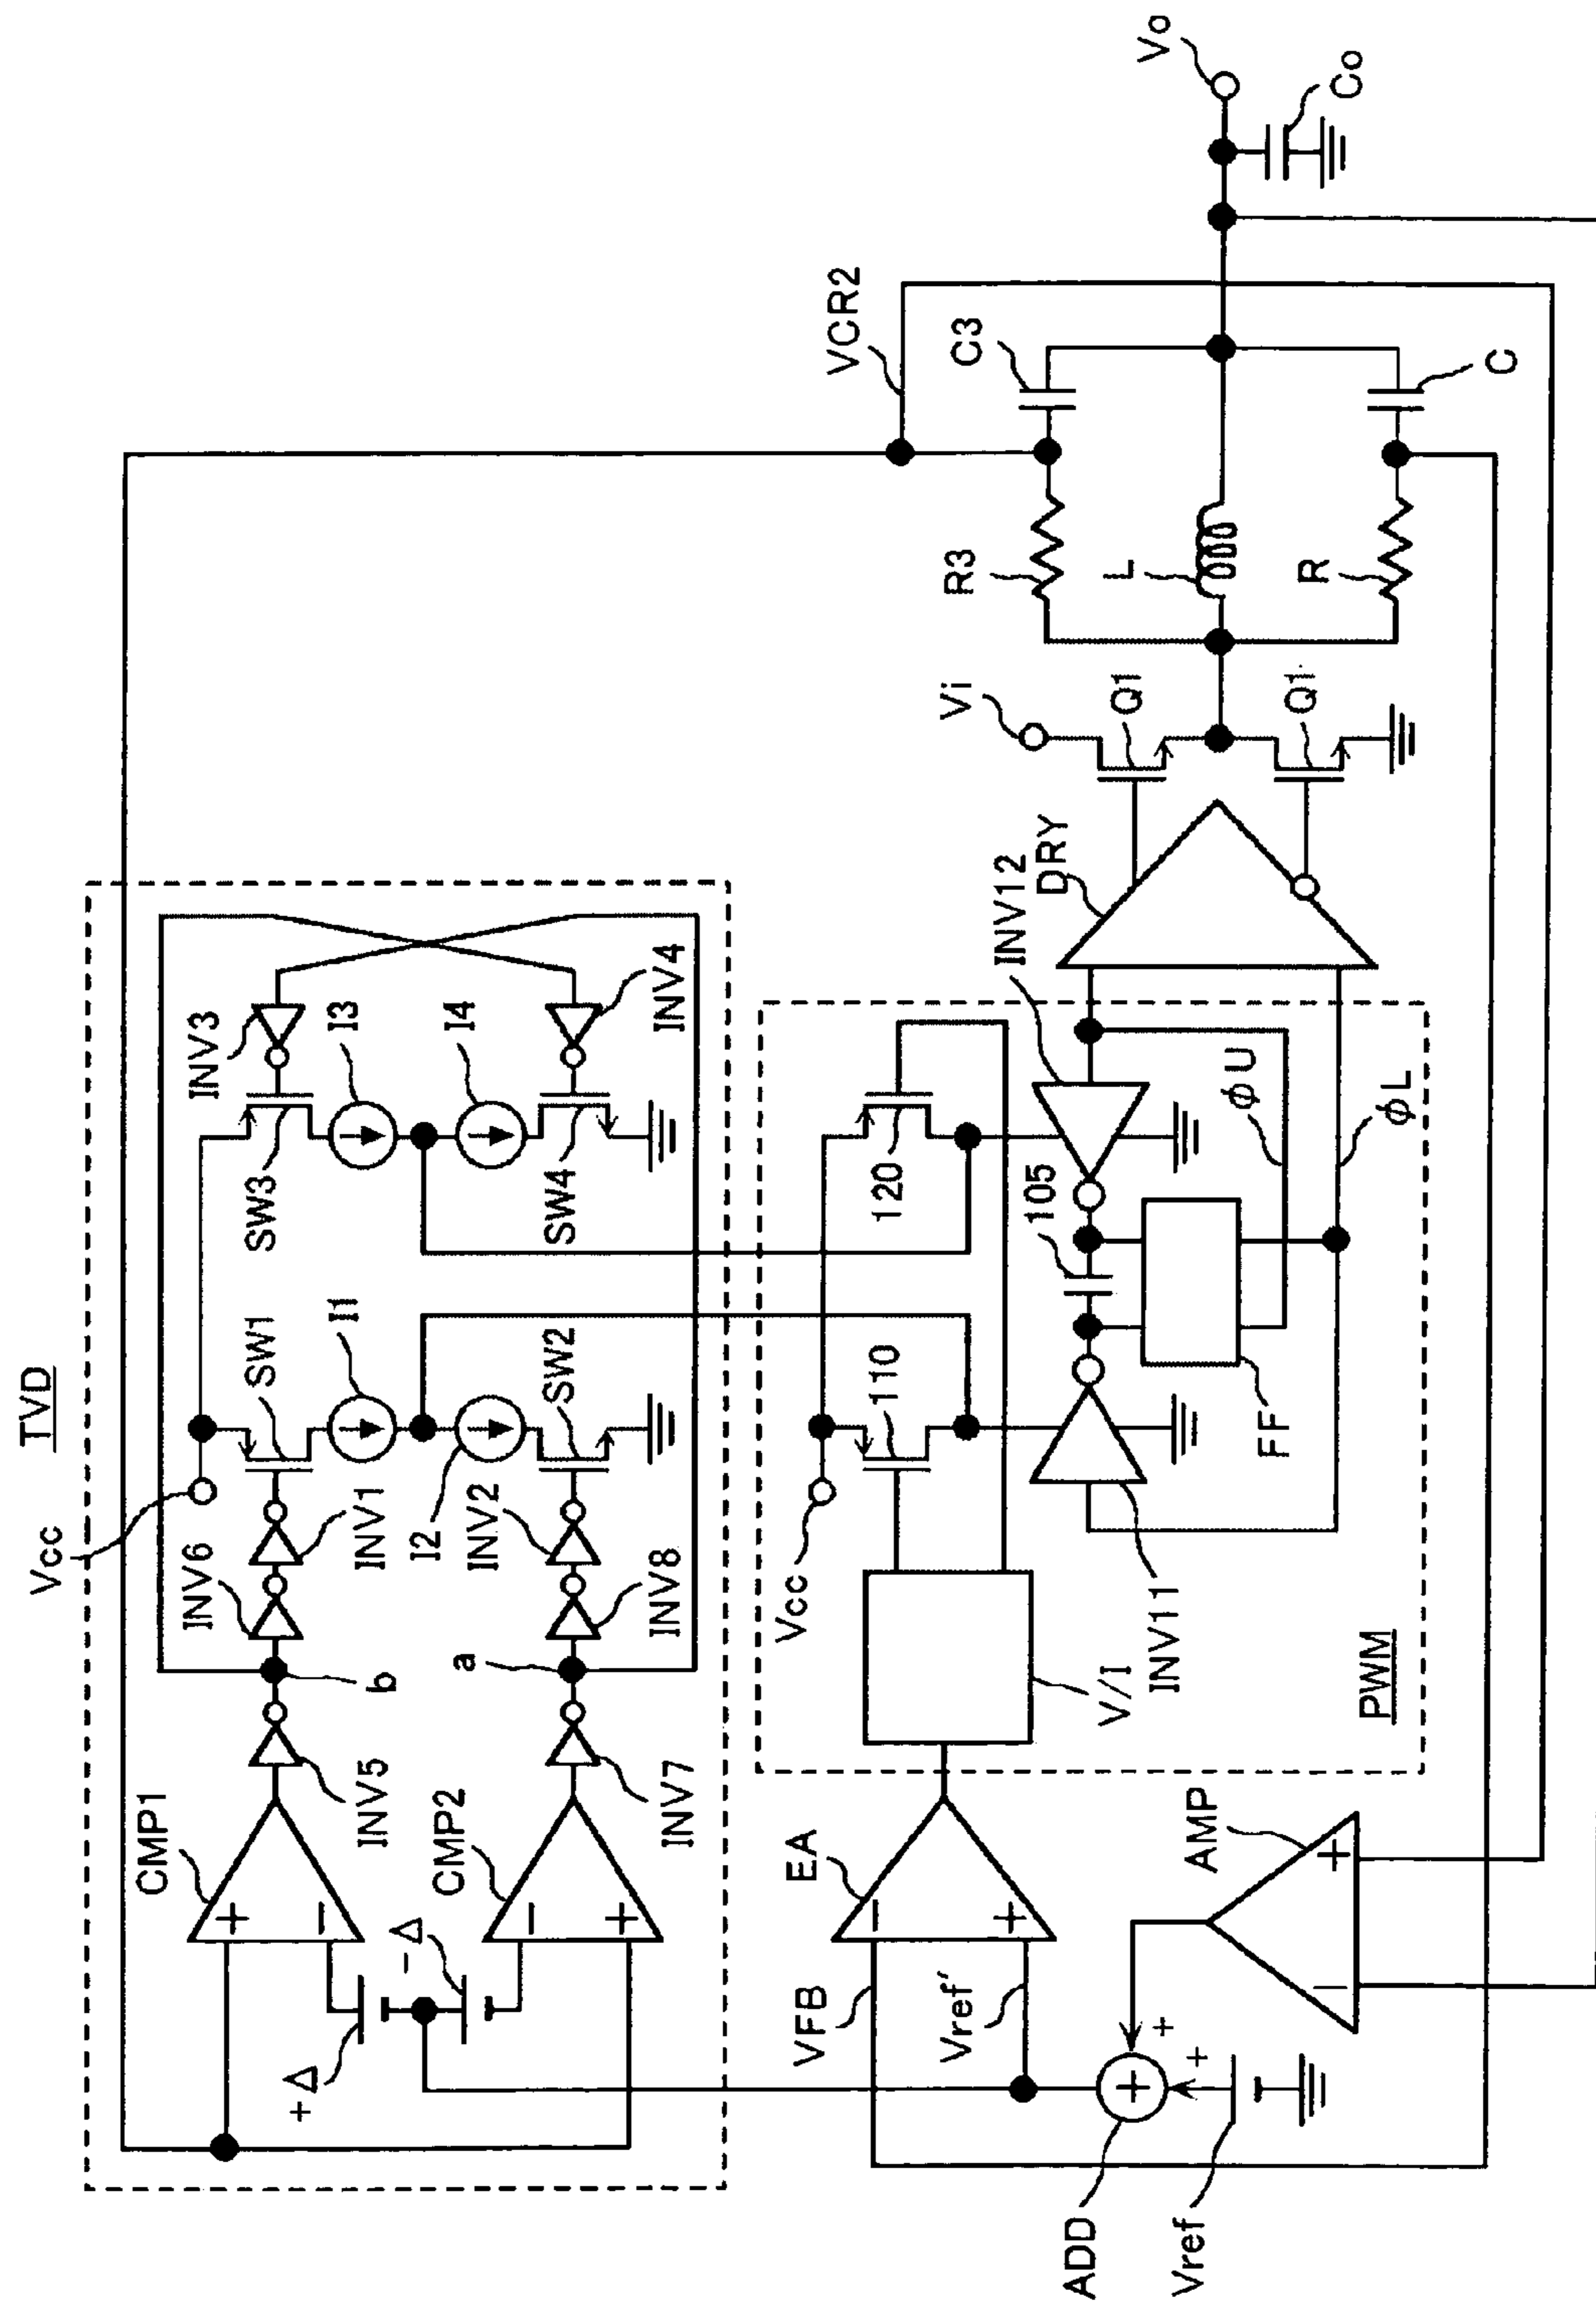 TVD
Vcc
CMP1
+
−
INV5
b
INV6
INV1
SW1
I1
SW3
I3
INV3
+Δ
−Δ
CMP2
−
+
INV7
a
INV8
INV2
I2
SW2
SW4
I4
INV4
VCR2
C3
R3
L
R
C
Vo
Co
Vi
Q1
Q1
DRY
INV12
Vcc
110
120
105
φU
φL
FF
INV11
V/I
PWM
EA
−
+
VFB
Vref'
AMP
+
−
ADD
+
+
+
Vref